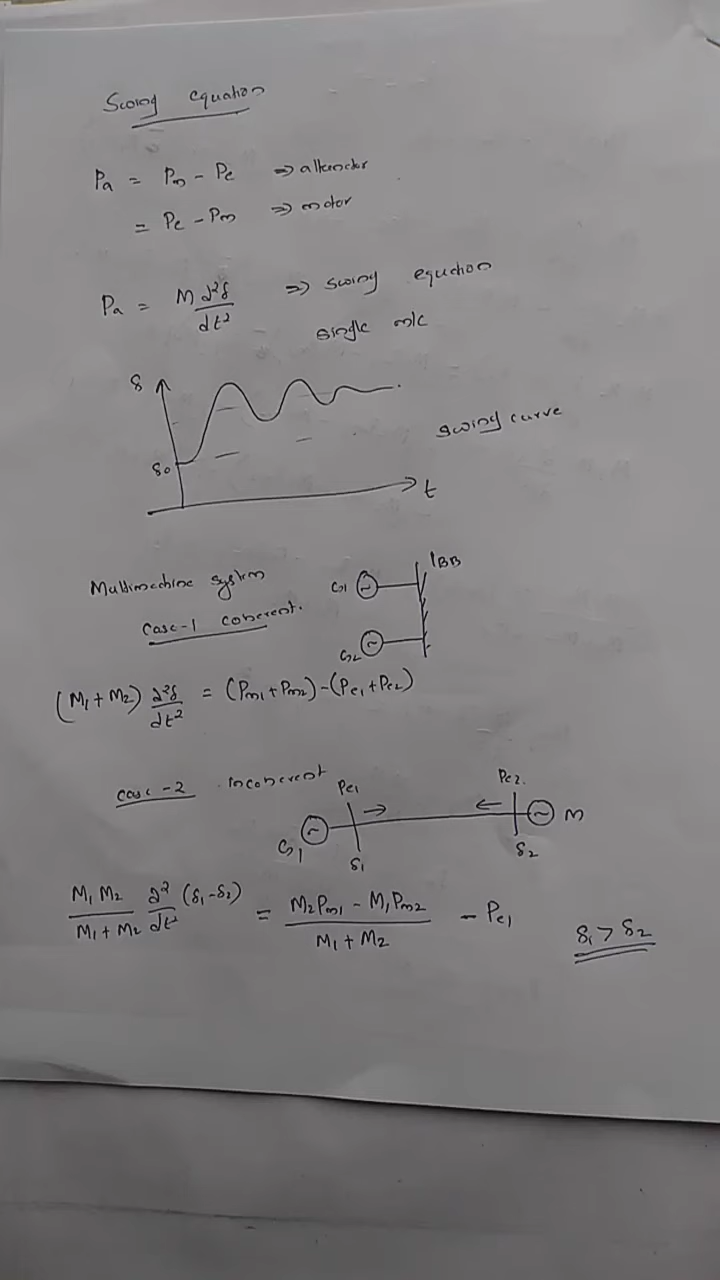 Swing equation
Pa = Pm - Pe ⇒ alternator
= Pe - Pm ⇒ motor
Pa = M d²δ/dt² ⇒ swing equation
single m/c
δ
δ0
t
swing curve
Multimachine system
Case-1 coherent.
G1
G2
IBB
(M1 + M2) d²δ/dt² = (Pm1 + Pm2) - (Pe1 + Pe2)
Case -2 Incoherent
Pe1
Pe2.
G1
M
δ1
δ2
M1 M2/(M1 + M2) d²/dt² (δ1 - δ2) = (M2Pm1 - M1Pm2)/(M1 + M2) - Pe1
δ1 > δ2